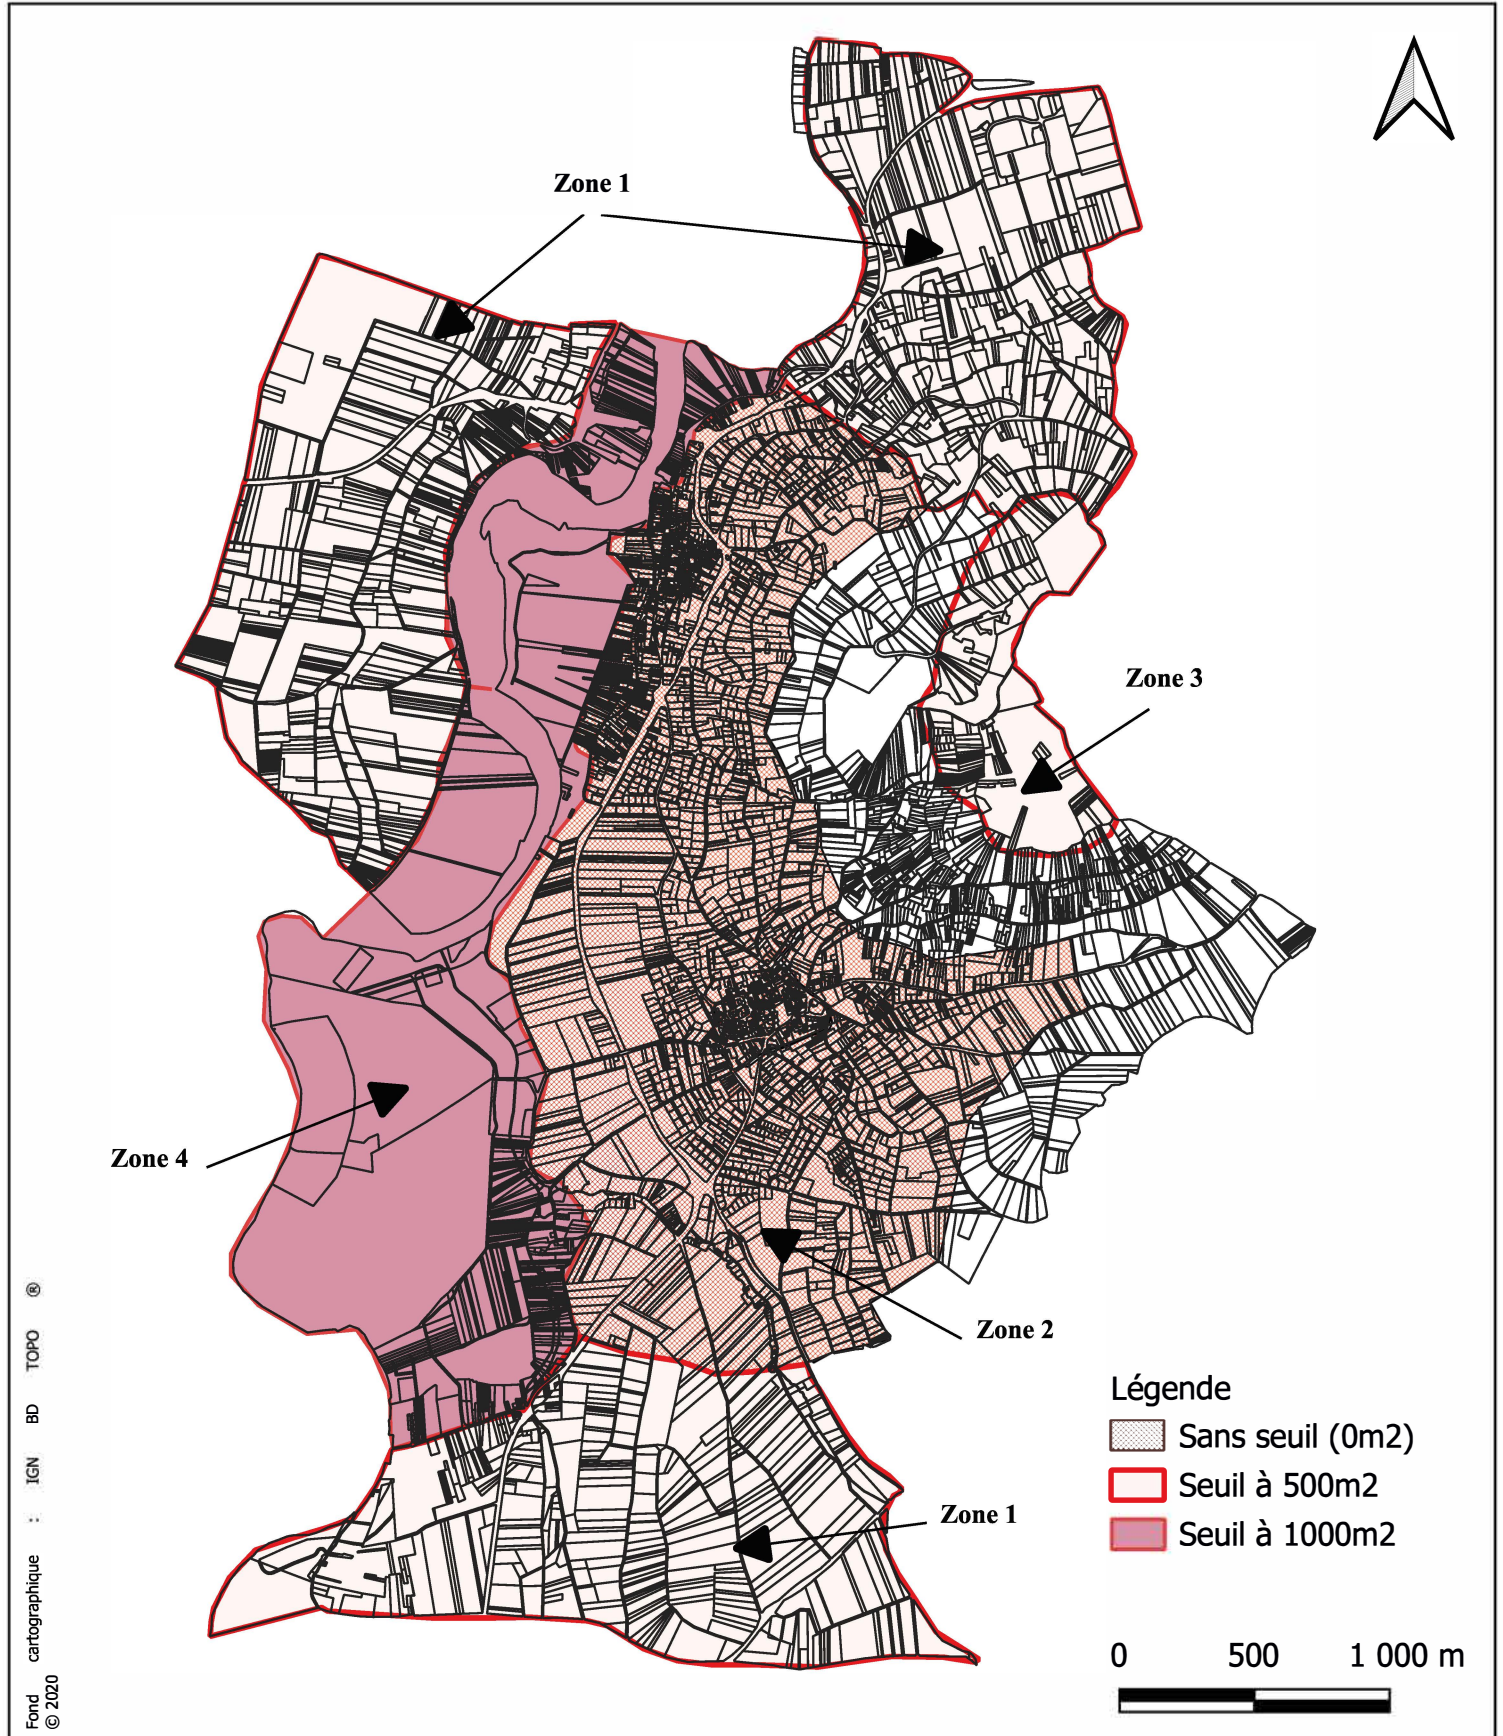 Zone 1
Zone 3
Zone 4
Zone 2
Zone 1
Légende
Sans seuil (0m2)
Seuil à 500m2
Seuil à 1000m2
0 500 1 000 m
Fond cartographique : IGN BD TOPO ®
© 2020